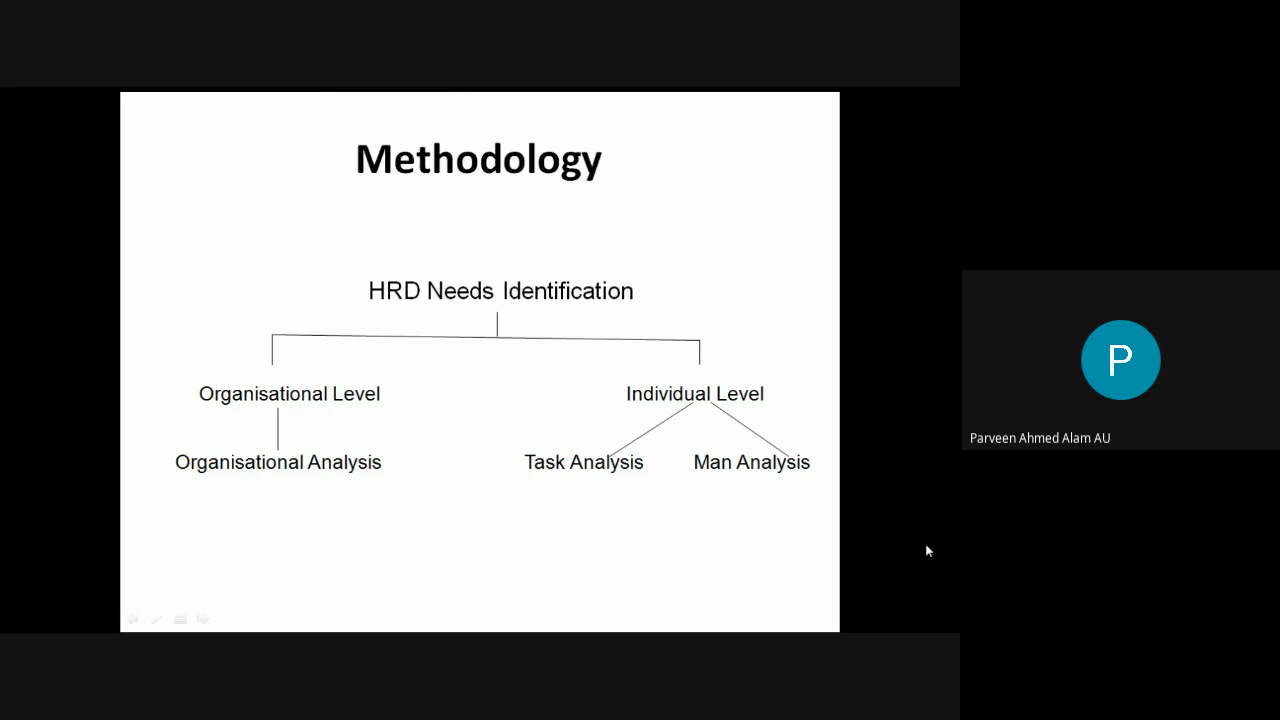 Methodology
HRD Needs Identification
Organisational Level
Individual Level
Organisational Analysis
Task Analysis
Man Analysis
P
Parveen Ahmed Alam AU